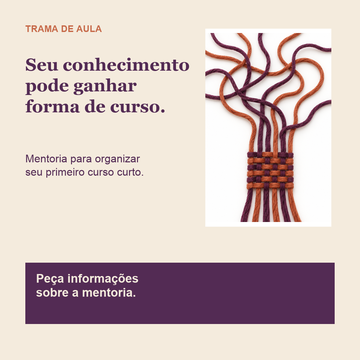 TRAMA DE AULA
Seu conhecimento
pode ganhar
forma de curso.
Mentoria para organizar
seu primeiro curso curto.
Peça informações
sobre a mentoria.